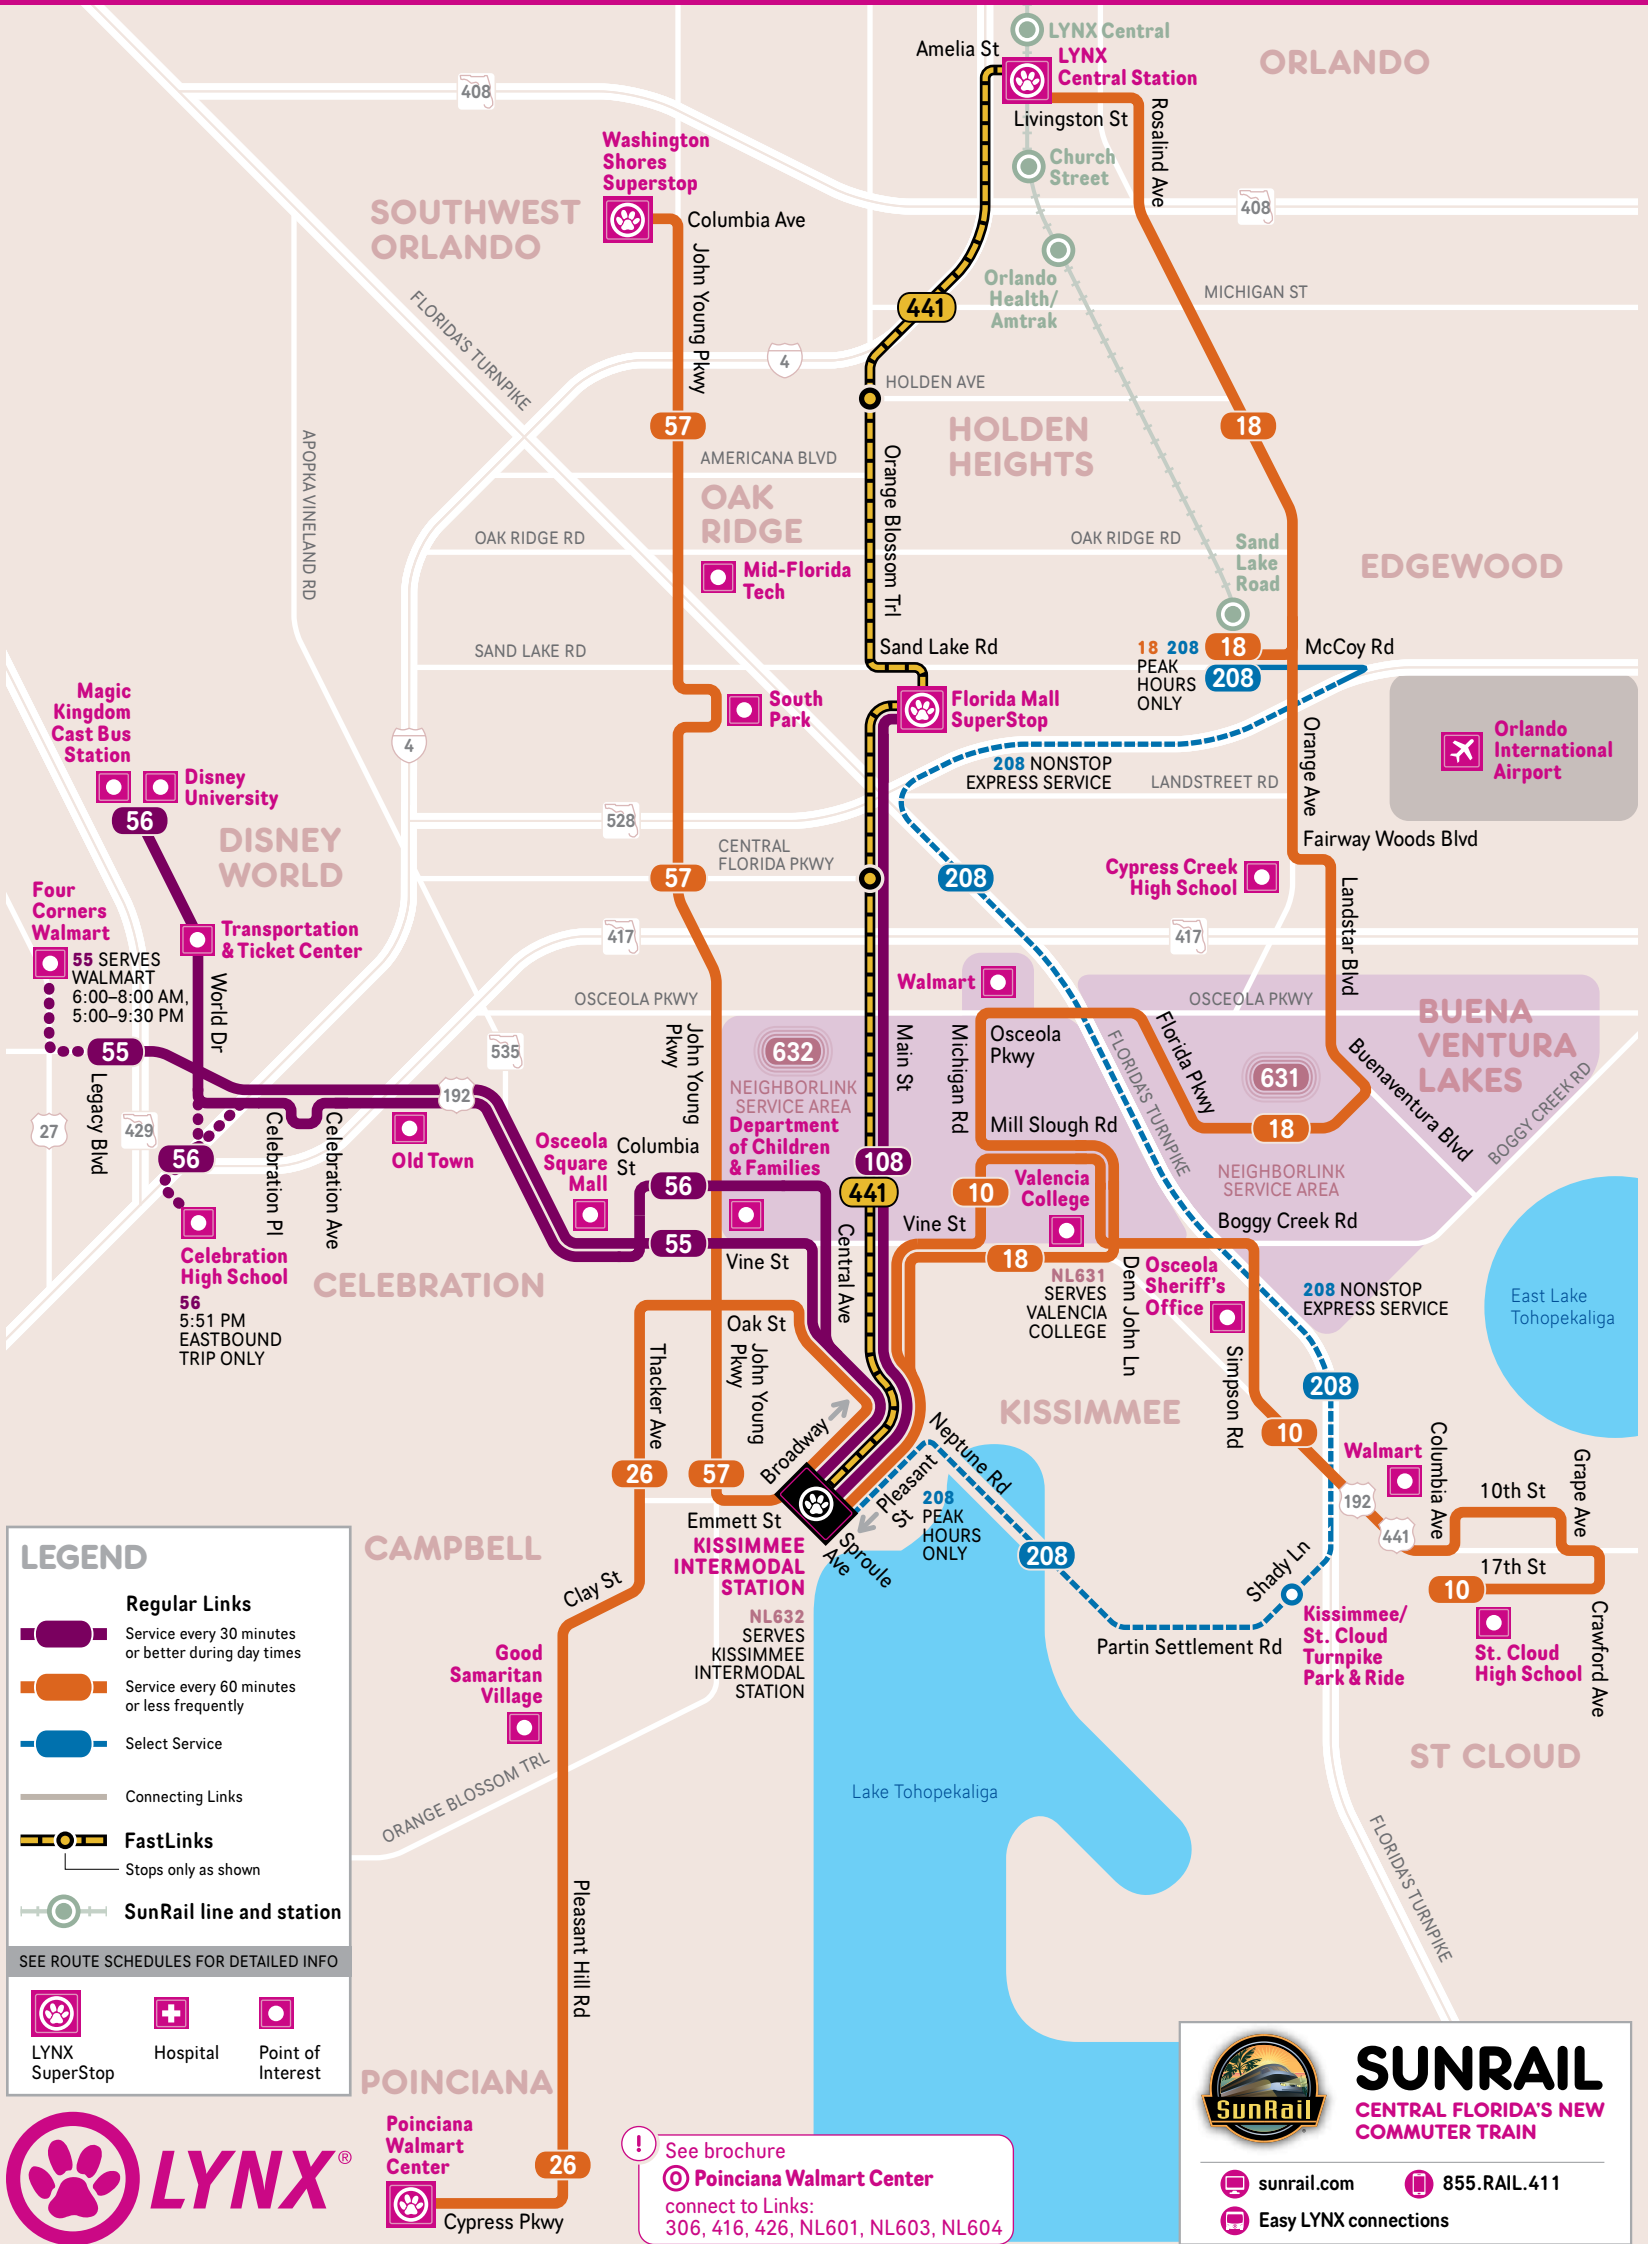 LYNX Central
Amelia St
LYNX
Central Station
ORLANDO
408
Livingston St
Rosalind Ave
Washington
Shores
Superstop
Church
Street
SOUTHWEST
ORLANDO
Columbia Ave
408
John Young Pkwy
Orlando
Health/
Amtrak
FLORIDA'S TURNPIKE
441
MICHIGAN ST
4
HOLDEN AVE
57
18
HOLDEN
HEIGHTS
APOPKA VINELAND RD
AMERICANA BLVD
Orange Blossom Trl
OAK
RIDGE
OAK RIDGE RD
OAK RIDGE RD
Sand
Lake
Road
EDGEWOOD
Mid-Florida
Tech
SAND LAKE RD
Sand Lake Rd
18 208
PEAK
HOURS
ONLY
18
208
McCoy Rd
Magic
Kingdom
Cast Bus
Station
South
Park
Florida Mall
SuperStop
Orange Ave
Orlando
International
Airport
4
Disney
University
208 NONSTOP
EXPRESS SERVICE
LANDSTREET RD
56
528
DISNEY
WORLD
CENTRAL
FLORIDA PKWY
Fairway Woods Blvd
57
208
Cypress Creek
High School
Landstar Blvd
Four
Corners
Walmart
Transportation
& Ticket Center
417
417
55 SERVES
WALMART
6:00–8:00 AM,
5:00–9:30 PM
World Dr
Walmart
OSCEOLA PKWY
OSCEOLA PKWY
BUENA
VENTURA
LAKES
John Young
Pkwy
632
NEIGHBORLINK
SERVICE AREA
Main St
Michigan Rd
Osceola
Pkwy
Florida Pkwy
FLORIDA'S TURNPIKE
631
Buenaventura Blvd
BOGGY CREEK RD
55
535
192
Legacy Blvd
27
429
Celebration Pl
Celebration Ave
Old Town
Osceola
Square
Mall
Columbia
St
Department
of Children
& Families
Mill Slough Rd
18
56
108
441
56
10
Valencia
College
NEIGHBORLINK
SERVICE AREA
Vine St
Boggy Creek Rd
Celebration
High School
56
5:51 PM
EASTBOUND
TRIP ONLY
CELEBRATION
55
Vine St
Central Ave
18
NL631
SERVES
VALENCIA
COLLEGE
Denn John Ln
Osceola
Sheriff's
Office
208 NONSTOP
EXPRESS SERVICE
East Lake
Tohopekaliga
Oak St
Thacker Ave
John Young
Pkwy
Simpson Rd
208
KISSIMMEE
Broadway
Neptune Rd
10
Walmart
Columbia Ave
Grape Ave
26
57
Pleasant
St
208
PEAK
HOURS
ONLY
192
10th St
441
Emmett St
KISSIMMEE
INTERMODAL
STATION
Sproule
Ave
NL632
SERVES
KISSIMMEE
INTERMODAL
STATION
208
Shady Ln
17th St
10
CAMPBELL
Clay St
Partin Settlement Rd
Kissimmee/
St. Cloud
Turnpike
Park & Ride
St. Cloud
High School
Crawford Ave
Good
Samaritan
Village
ST CLOUD
ORANGE BLOSSOM TRL
Lake Tohopekaliga
FLORIDA'S TURNPIKE
Pleasant Hill Rd
LEGEND
Regular Links
Service every 30 minutes
or better during day times
Service every 60 minutes
or less frequently
Select Service
Connecting Links
FastLinks
Stops only as shown
SunRail line and station
SEE ROUTE SCHEDULES FOR DETAILED INFO
LYNX
SuperStop
Hospital
Point of
Interest
POINCIANA
Poinciana
Walmart
Center
26
Cypress Pkwy
LYNX®
!
See brochure
O Poinciana Walmart Center
connect to Links:
306, 416, 426, NL601, NL603, NL604
SunRail
SUNRAIL
CENTRAL FLORIDA'S NEW
COMMUTER TRAIN
sunrail.com
855.RAIL.411
Easy LYNX connections